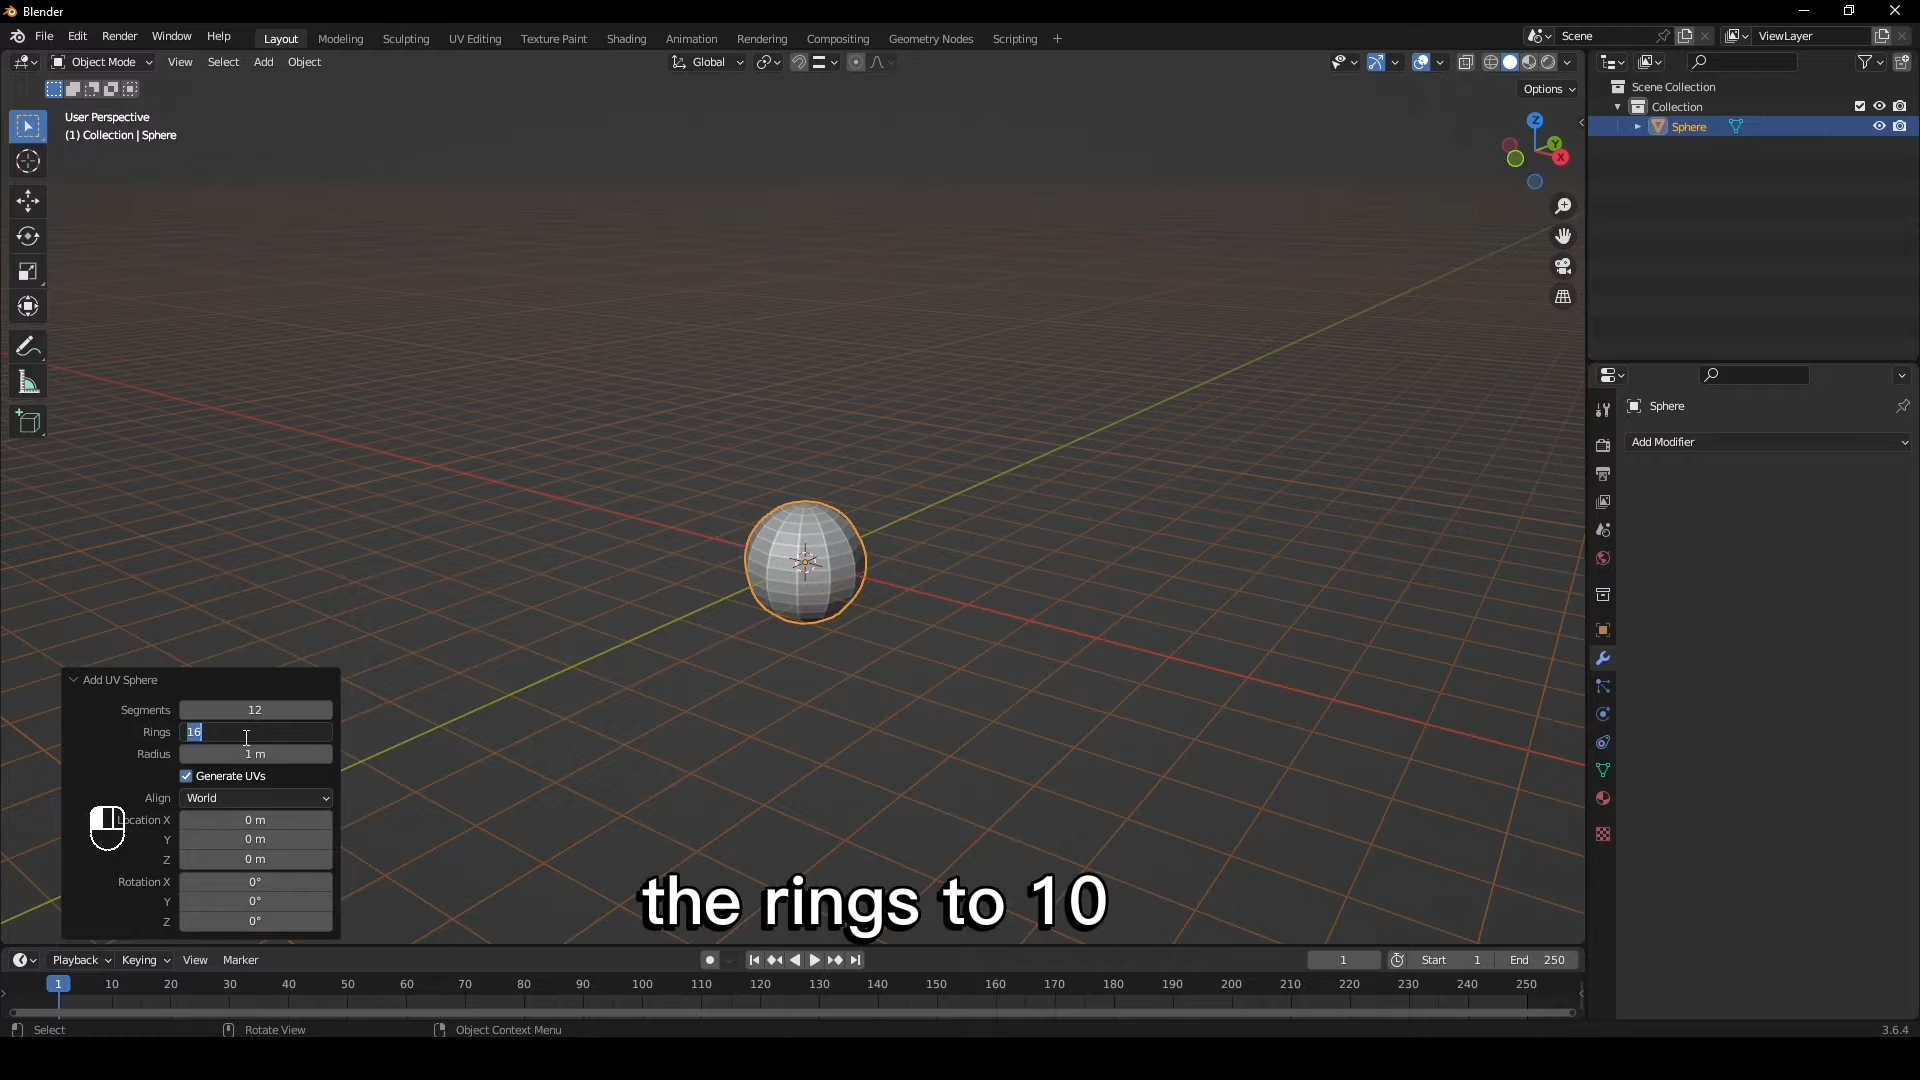 Blender
File Edit Render Window Help
Layout Modeling Sculpting UV Editing Texture Paint Shading Animation Rendering Compositing Geometry Nodes Scripting +
Scene
ViewLayer
Object Mode View Select Add Object
Global
Options
User Perspective
(1) Collection | Sphere
Z
Y
X
Scene Collection
Collection
Sphere
Sphere
Add Modifier
Add UV Sphere
Segments 12
Rings 16
Radius 1 m
Generate UVs
Align World
Location X 0 m
Y 0 m
Z 0 m
Rotation X 0°
Y 0°
Z 0°
the rings to 10
Playback Keying View Marker
1 Start 1 End 250
1 10 20 30 40 50 60 70 80 90 100 110 120 130 140 150 160 170 180 190 200 210 220 230 240 250
Select Rotate View Object Context Menu
3.6.4